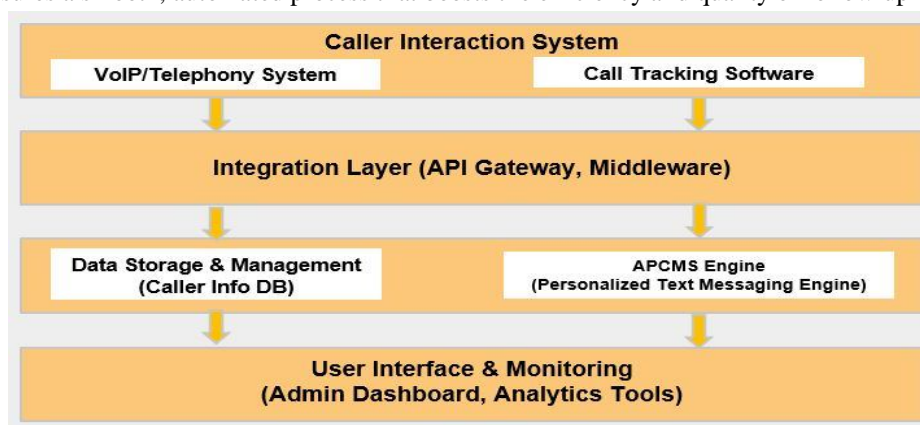 Caller Interaction System
VoIP/Telephony System
Call Tracking Software
Integration Layer (API Gateway, Middleware)
Data Storage & Management
(Caller Info DB)
APCMS Engine
(Personalized Text Messaging Engine)
User Interface & Monitoring
(Admin Dashboard, Analytics Tools)